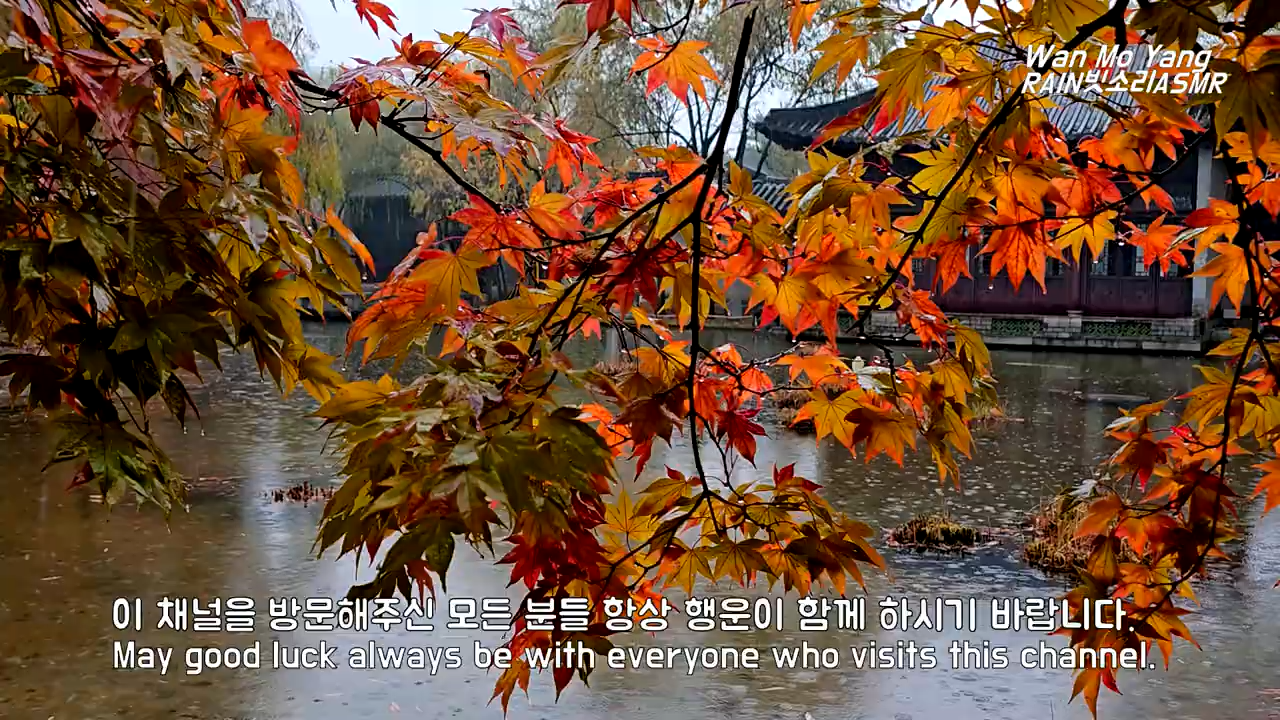 Wan Mo Yang
RAIN빗소리ASMR
이 채널을 방문해주신 모든 분들 항상 행운이 함께 하시기 바랍니다.
May good luck always be with everyone who visits this channel.